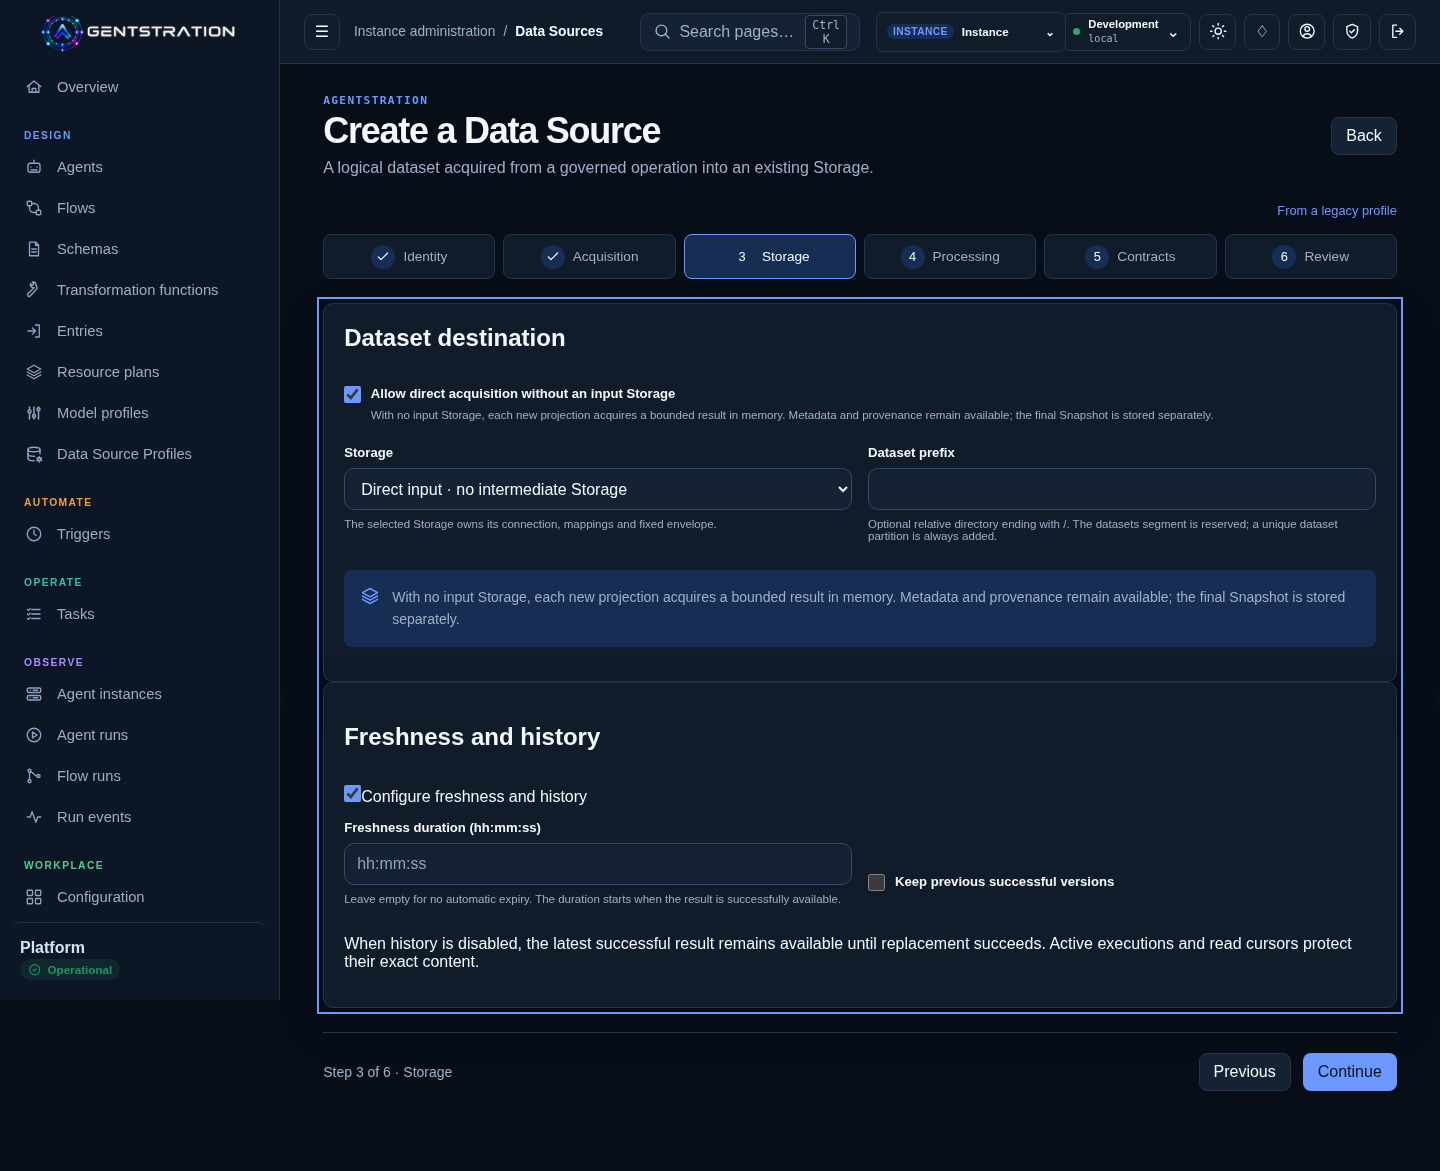 GENTSTRATION
Overview
DESIGN
Agents
Flows
Schemas
Transformation functions
Entries
Resource plans
Model profiles
Data Source Profiles
AUTOMATE
Triggers
OPERATE
Tasks
OBSERVE
Agent instances
Agent runs
Flow runs
Run events
WORKPLACE
Configuration
Platform
Operational
Instance administration / Data Sources
Search pages…
Ctrl
K
INSTANCE Instance
Development
local
AGENTSTRATION
Create a Data Source
A logical dataset acquired from a governed operation into an existing Storage.
Back
From a legacy profile
Identity
Acquisition
3 Storage
4 Processing
5 Contracts
6 Review
Dataset destination
Allow direct acquisition without an input Storage
With no input Storage, each new projection acquires a bounded result in memory. Metadata and provenance remain available; the final Snapshot is stored separately.
Storage
Direct input · no intermediate Storage
The selected Storage owns its connection, mappings and fixed envelope.
Dataset prefix
Optional relative directory ending with /. The datasets segment is reserved; a unique dataset
partition is always added.
With no input Storage, each new projection acquires a bounded result in memory. Metadata and provenance remain available; the final Snapshot is stored
separately.
Freshness and history
Configure freshness and history
Freshness duration (hh:mm:ss)
hh:mm:ss
Leave empty for no automatic expiry. The duration starts when the result is successfully available.
Keep previous successful versions
When history is disabled, the latest successful result remains available until replacement succeeds. Active executions and read cursors protect
their exact content.
Step 3 of 6 · Storage
Previous
Continue